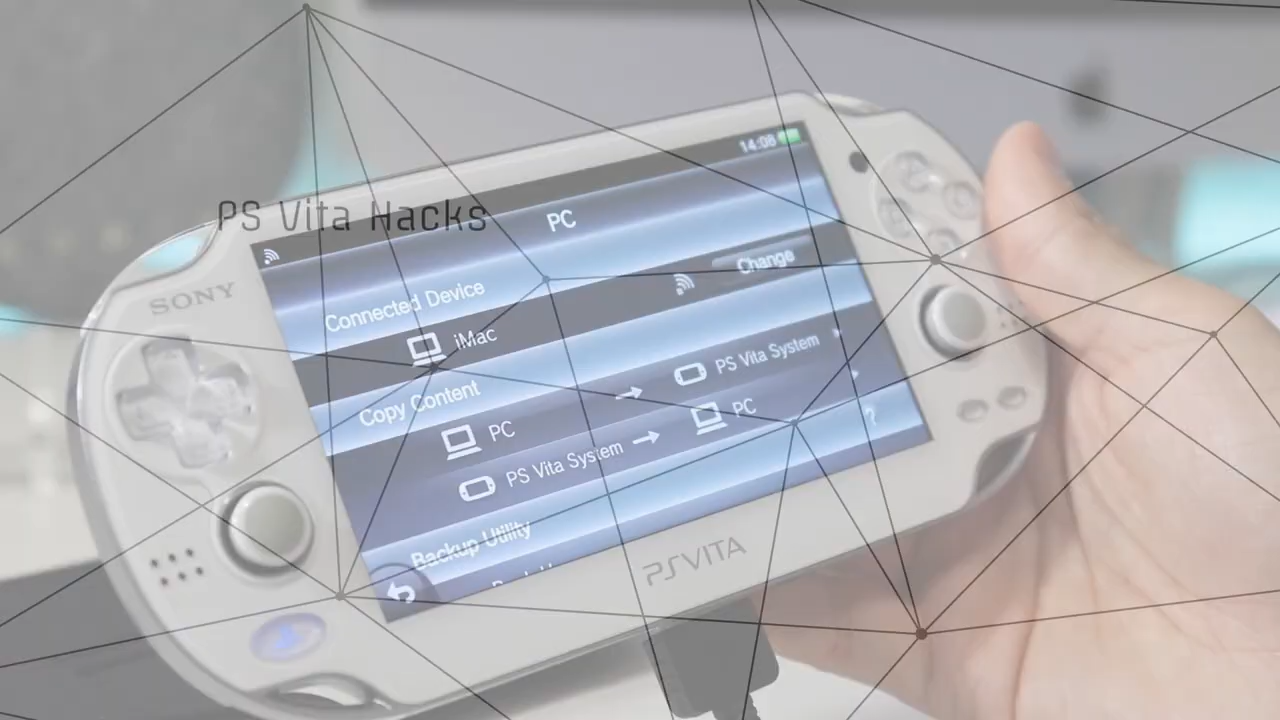 14:08
PS Vita Hacks
PC
SONY
Connected Device
Change
iMac
Copy Content
PC → PS Vita System
PS Vita System → PC
?
Backup Utility
PSVITA